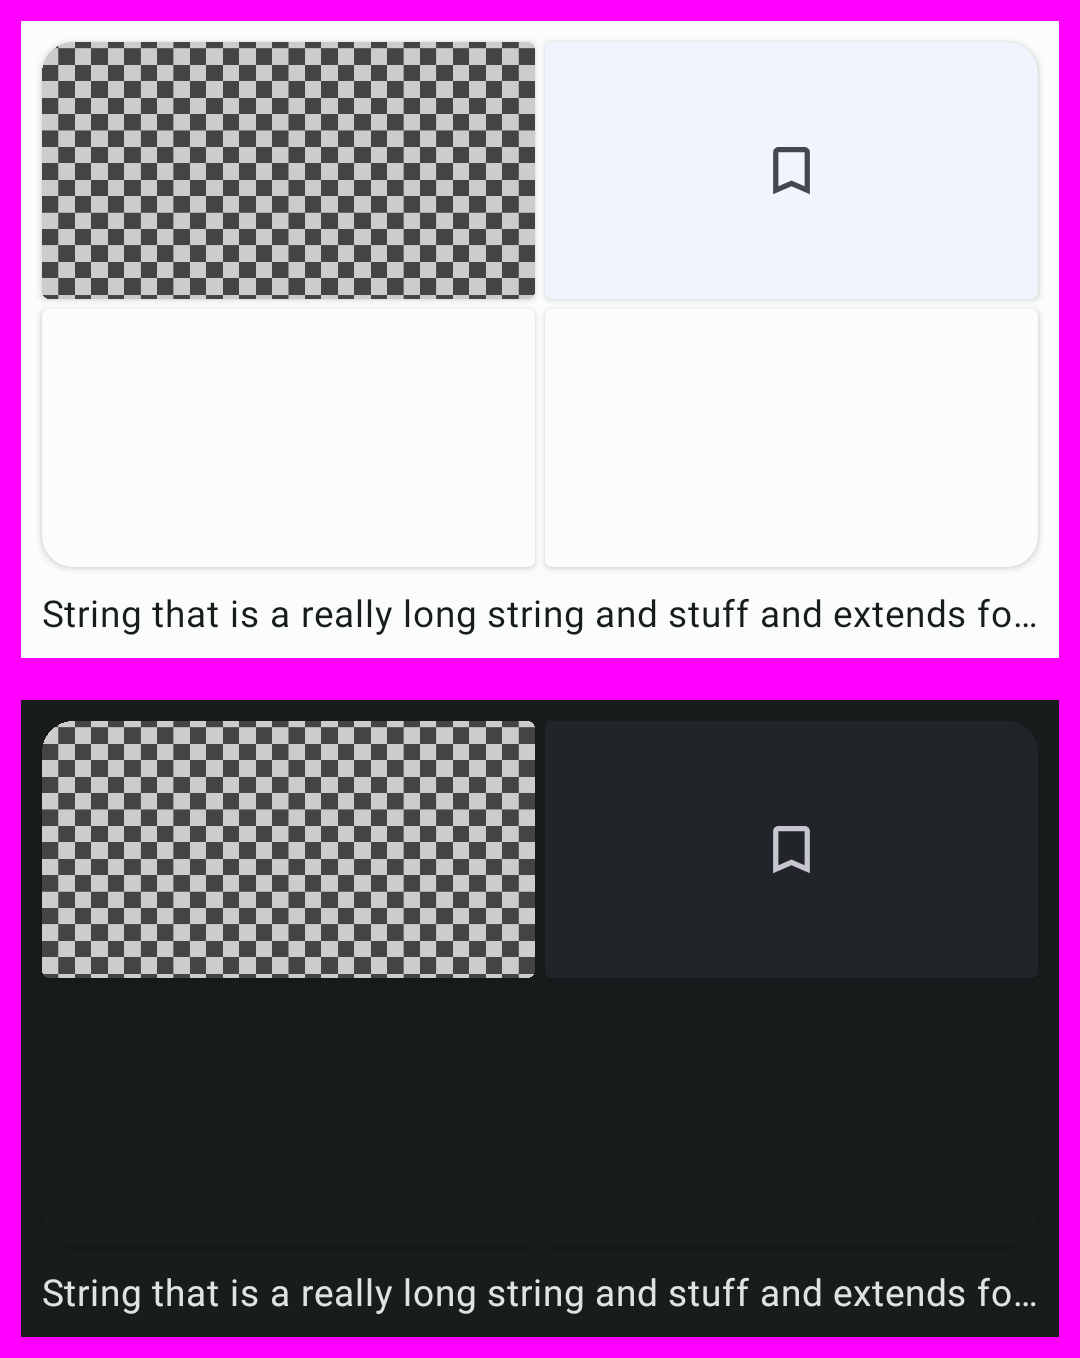 String that is a really long string and stuff and extends fo…
String that is a really long string and stuff and extends fo…